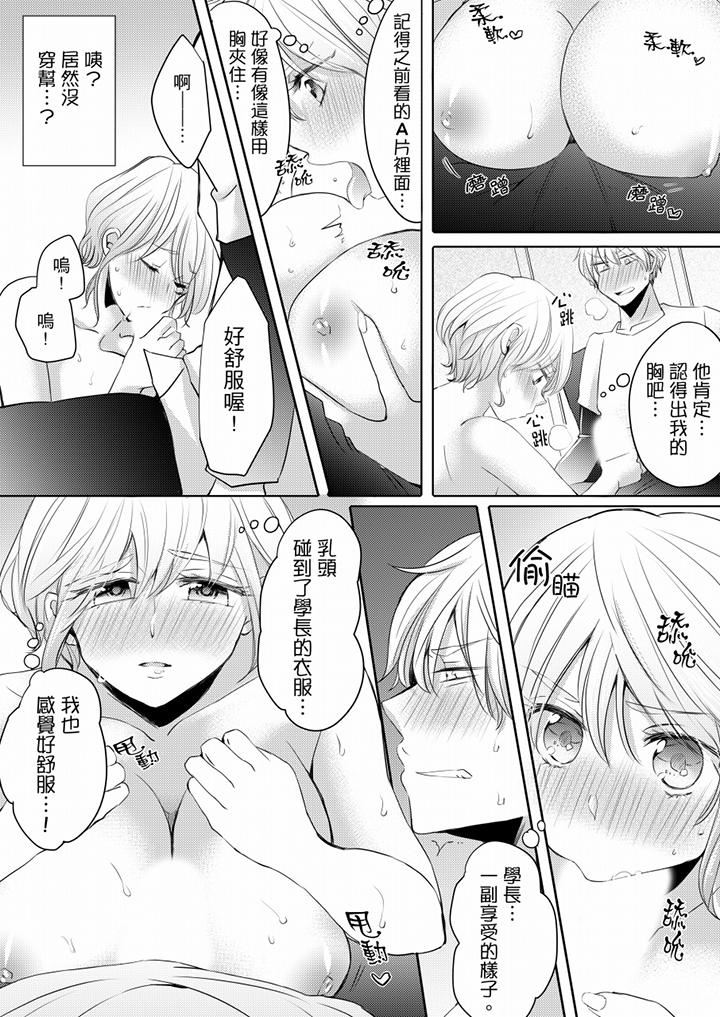 柔軟
柔軟
磨蹭
磨蹭♡
他肯定…
認得出我的
胸吧…
心跳
心跳
記得之前看的
A片裡面…
好像有像這樣用
胸夾住…
舔吮
舔吮
啊——
咦？
居然沒
穿幫…？
嗚！
嗚！
好舒服喔！
偷瞄
舔吮
舔吮
學長…
一副享受的樣子。
乳頭
碰到了學長的衣服…
我也
感覺好舒服…！
甩動
甩動♡